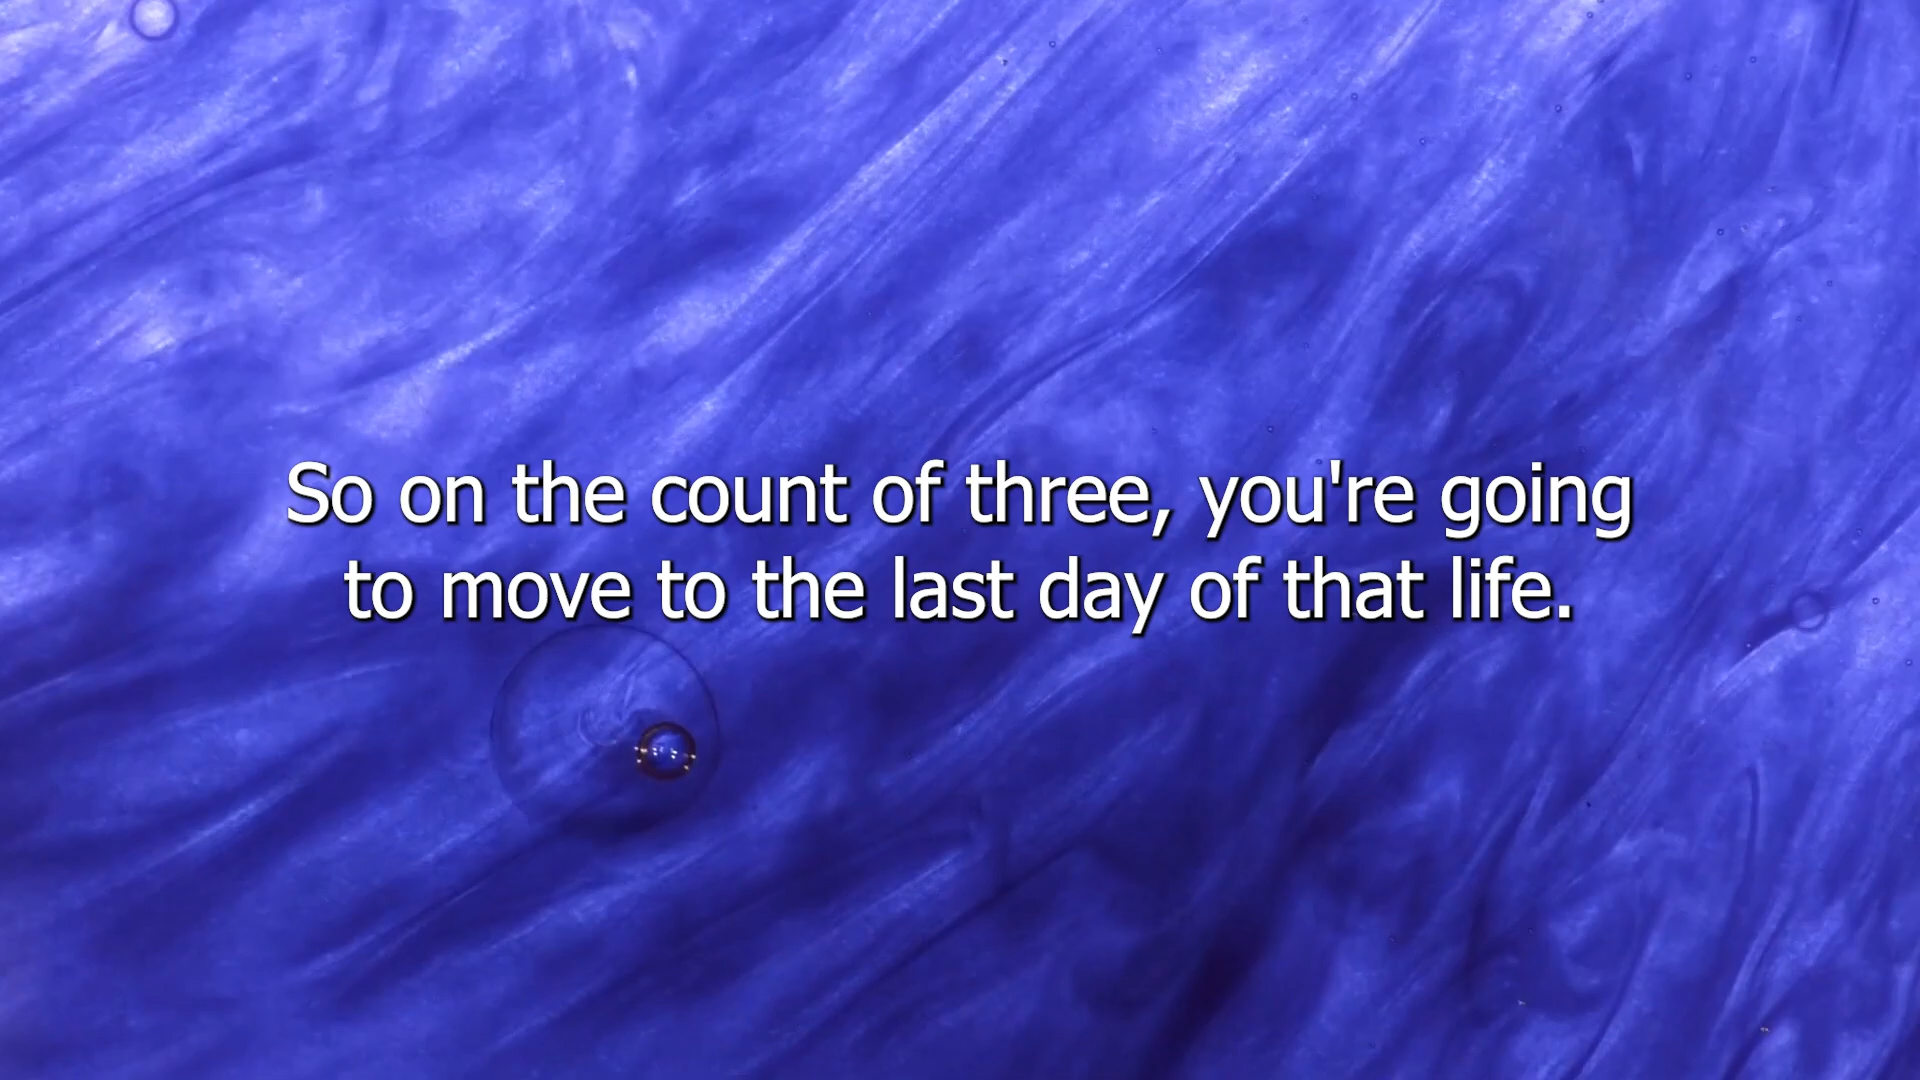 So on the count of three, you're going
to move to the last day of that life.